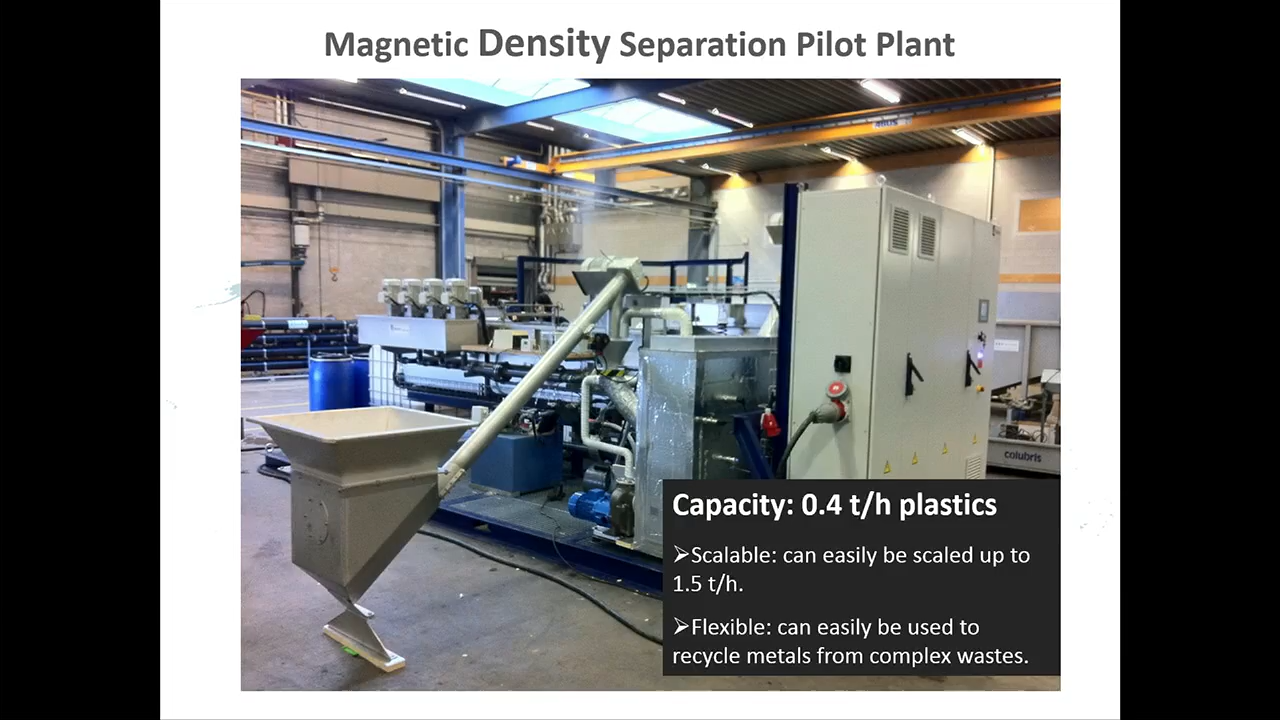 Magnetic Density Separation Pilot Plant
abus
colubris
Capacity: 0.4 t/h plastics
➢Scalable: can easily be scaled up to
1.5 t/h.
➢Flexible: can easily be used to
recycle metals from complex wastes.